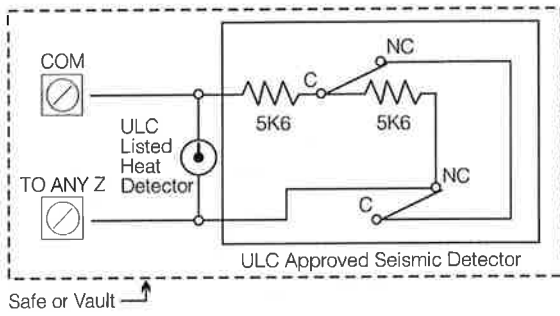 COM
NC
C
5K6
5K6
ULC
Listed
Heat
Detector
TO ANY Z
NC
C
ULC Approved Seismic Detector
Safe or Vault